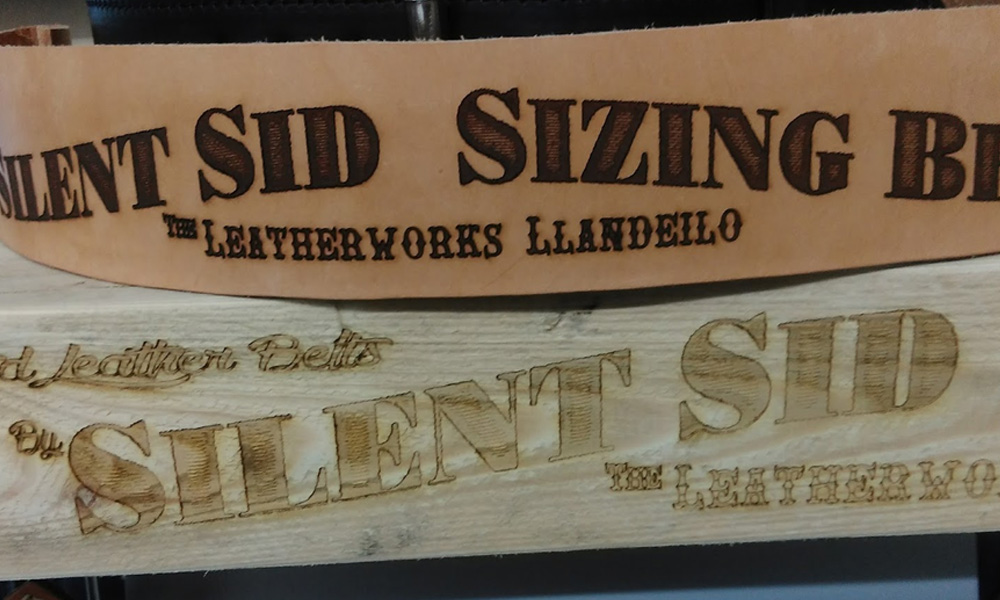 SILENT SID SIZING BE
THE LEATHERWORKS LLANDEILO
d Leather Belts
By SILENT SID
THE LEATHERWO